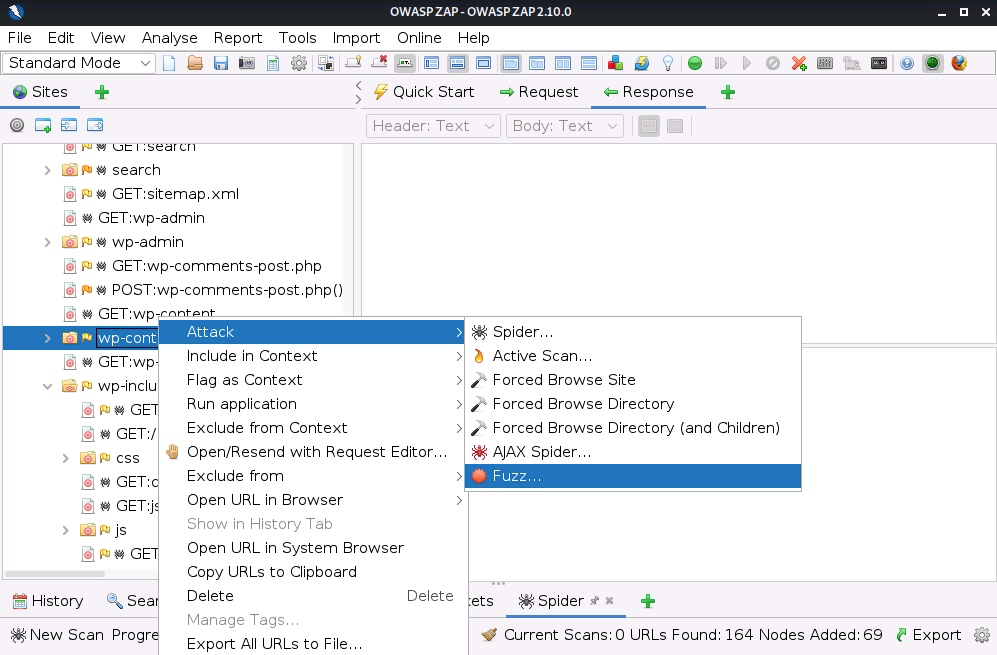 OWASP ZAP - OWASP ZAP 2.10.0
File Edit View Analyse Report Tools Import Online Help
Standard Mode
Sites
Quick Start Request Response
Header: Text Body: Text
GET:search
search
GET:sitemap.xml
GET:wp-admin
wp-admin
GET:wp-comments-post.php
POST:wp-comments-post.php()
GET:wp-content
wp-cont
GET:wp-
wp-inclu
GET
GET:/
css
GET:c
GET:js
js
GET
Attack
Include in Context
Flag as Context
Run application
Exclude from Context
Open/Resend with Request Editor...
Exclude from
Open URL in Browser
Show in History Tab
Open URL in System Browser
Copy URLs to Clipboard
Delete Delete
Manage Tags...
Export All URLs to File...
Spider...
Active Scan...
Forced Browse Site
Forced Browse Directory
Forced Browse Directory (and Children)
AJAX Spider...
Fuzz...
History Sear ets Spider
New Scan Progre Current Scans: 0 URLs Found: 164 Nodes Added: 69 Export